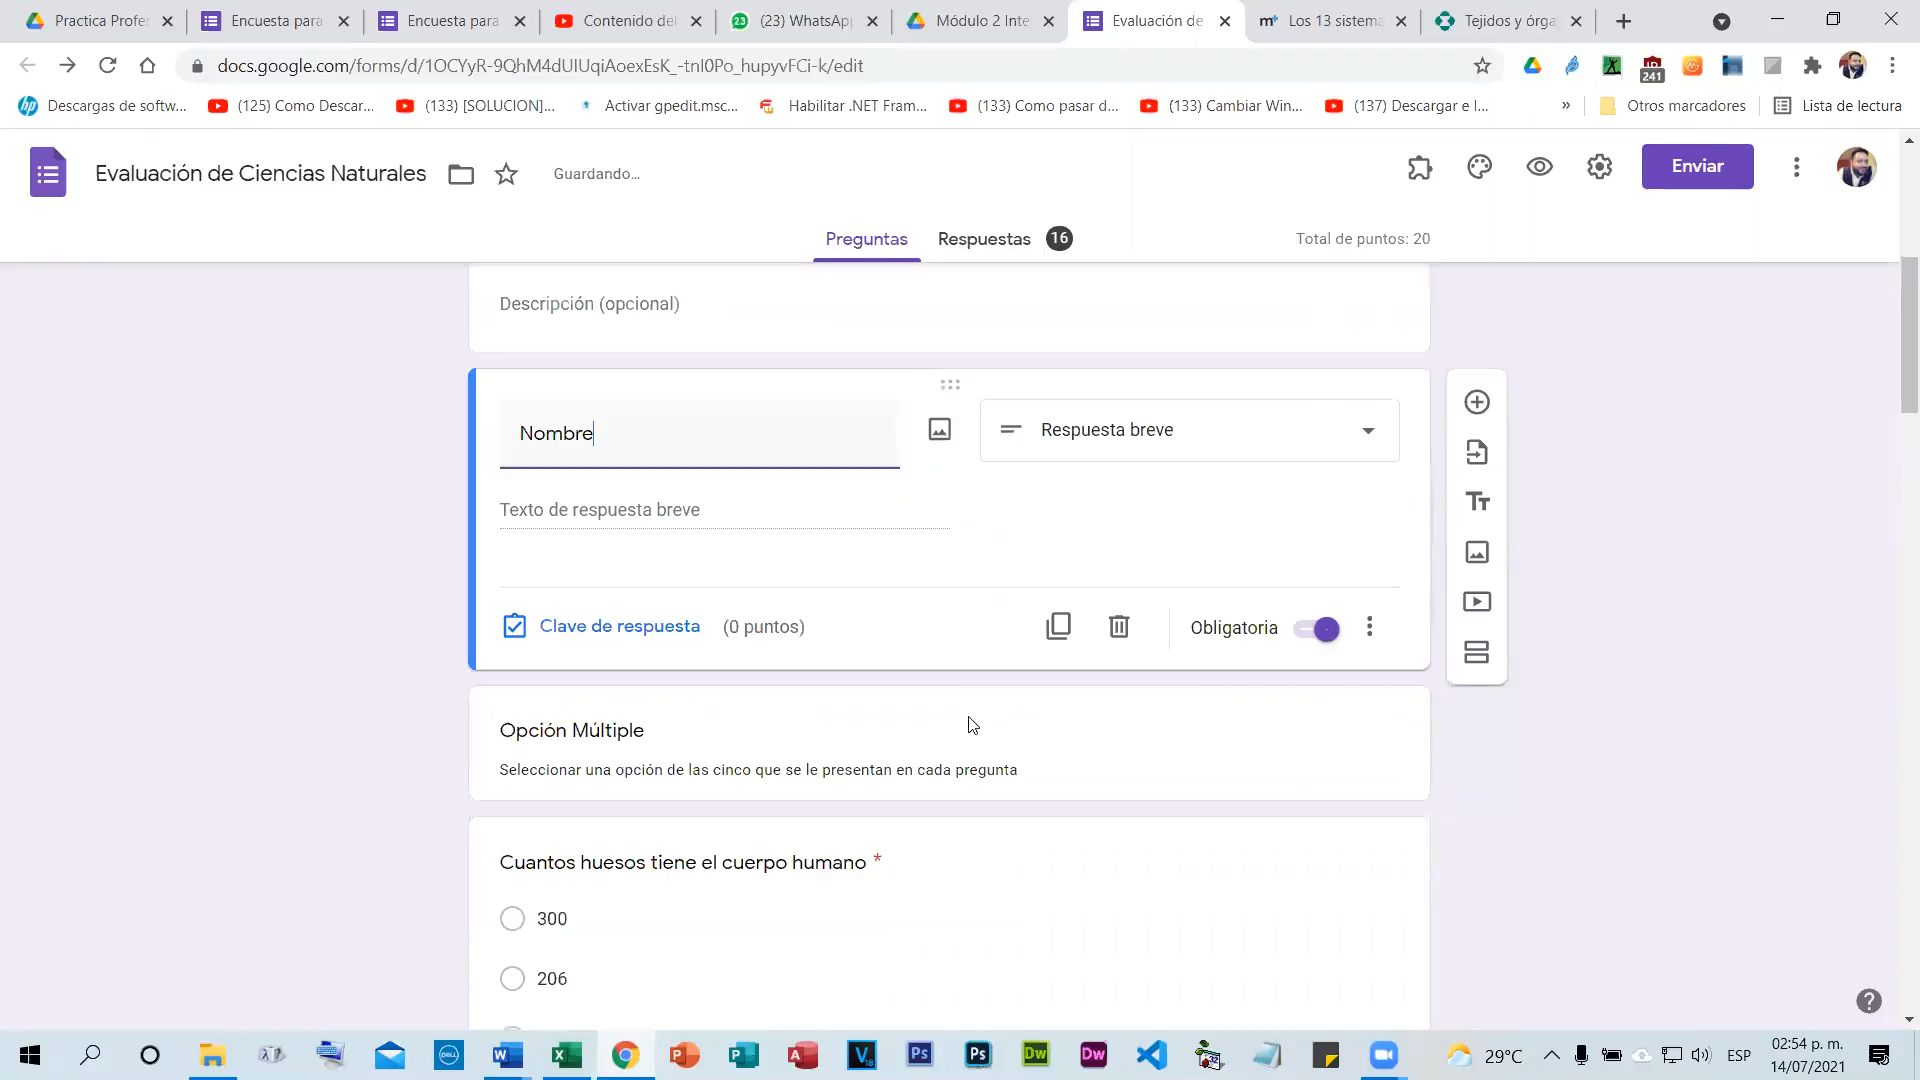 Practica Profes
Encuesta para
Encuesta para
Contenido del
(23) WhatsApp
Módulo 2 Inte
Evaluación de
Los 13 sistema
Tejidos y órga
docs.google.com/forms/d/1OCYyR-9QhM4dUIUqiAoexEsK_-tnI0Po_hupyvFCi-k/edit
241
Descargas de softw...
(125) Como Descar...
(133) [SOLUCION]...
Activar gpedit.msc...
Habilitar .NET Fram...
(133) Como pasar d...
(133) Cambiar Win...
(137) Descargar e I...
»
Otros marcadores
Lista de lectura
Evaluación de Ciencias Naturales
Guardando...
Enviar
Preguntas
Respuestas 16
Total de puntos: 20
Descripción (opcional)
Nombre
Respuesta breve
Texto de respuesta breve
Clave de respuesta (0 puntos)
Obligatoria
Opción Múltiple
Seleccionar una opción de las cinco que se le presentan en cada pregunta
Cuantos huesos tiene el cuerpo humano *
300
206
29°C
ESP
02:54 p. m.
14/07/2021